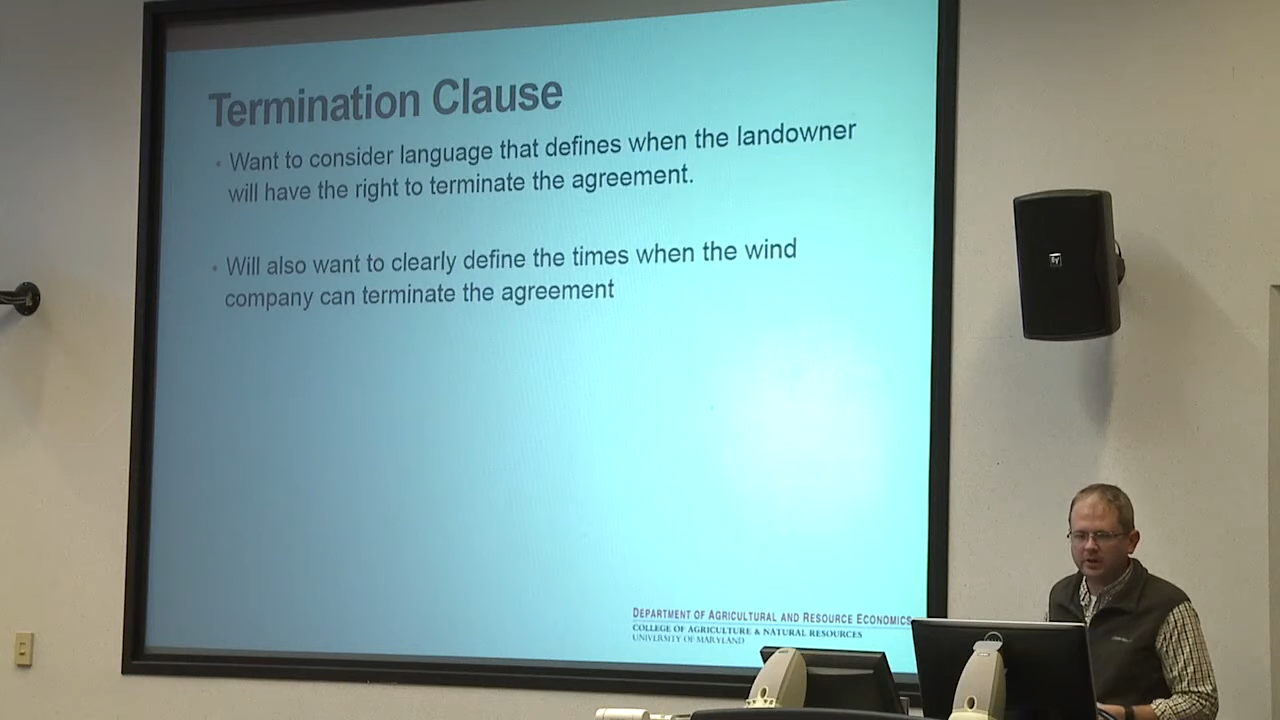 Termination Clause
• Want to consider language that defines when the landowner
will have the right to terminate the agreement.
• Will also want to clearly define the times when the wind
company can terminate the agreement
DEPARTMENT OF AGRICULTURAL AND RESOURCE ECONOMICS
COLLEGE OF AGRICULTURE & NATURAL RESOURCES
UNIVERSITY OF MARYLAND